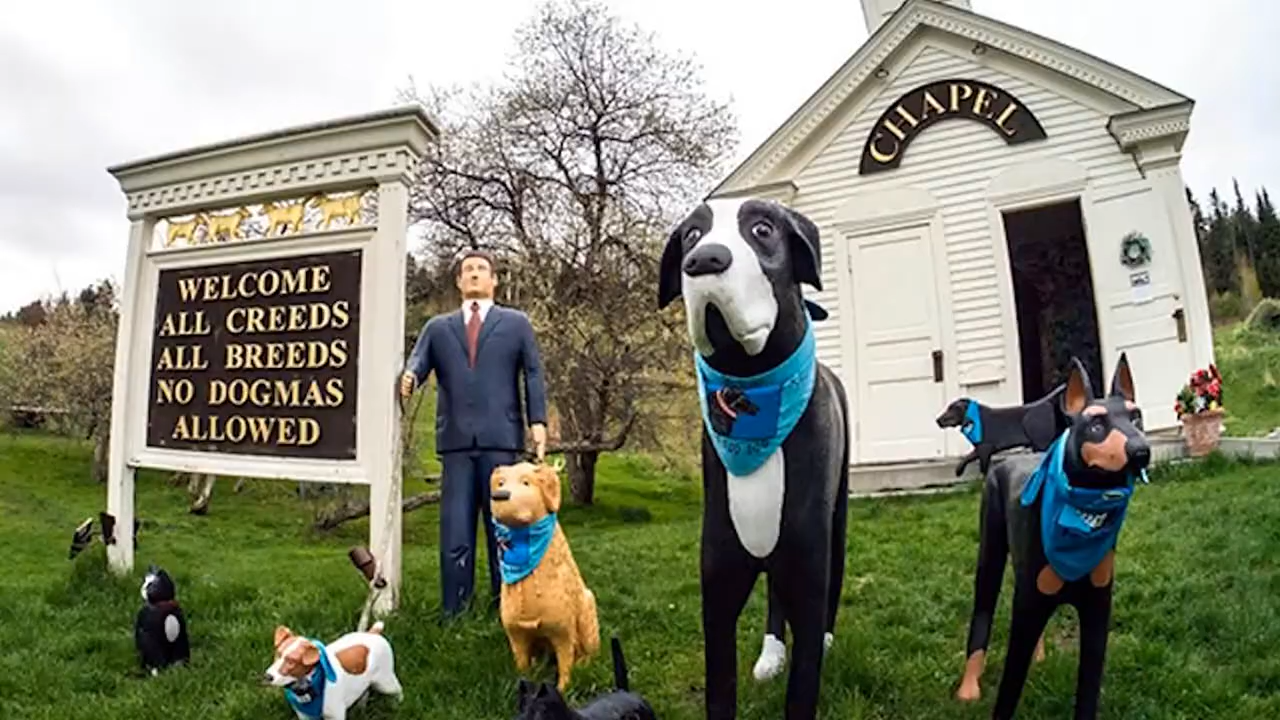 WELCOME
ALL CREEDS
ALL BREEDS
NO DOGMAS
ALLOWED
CHAPEL